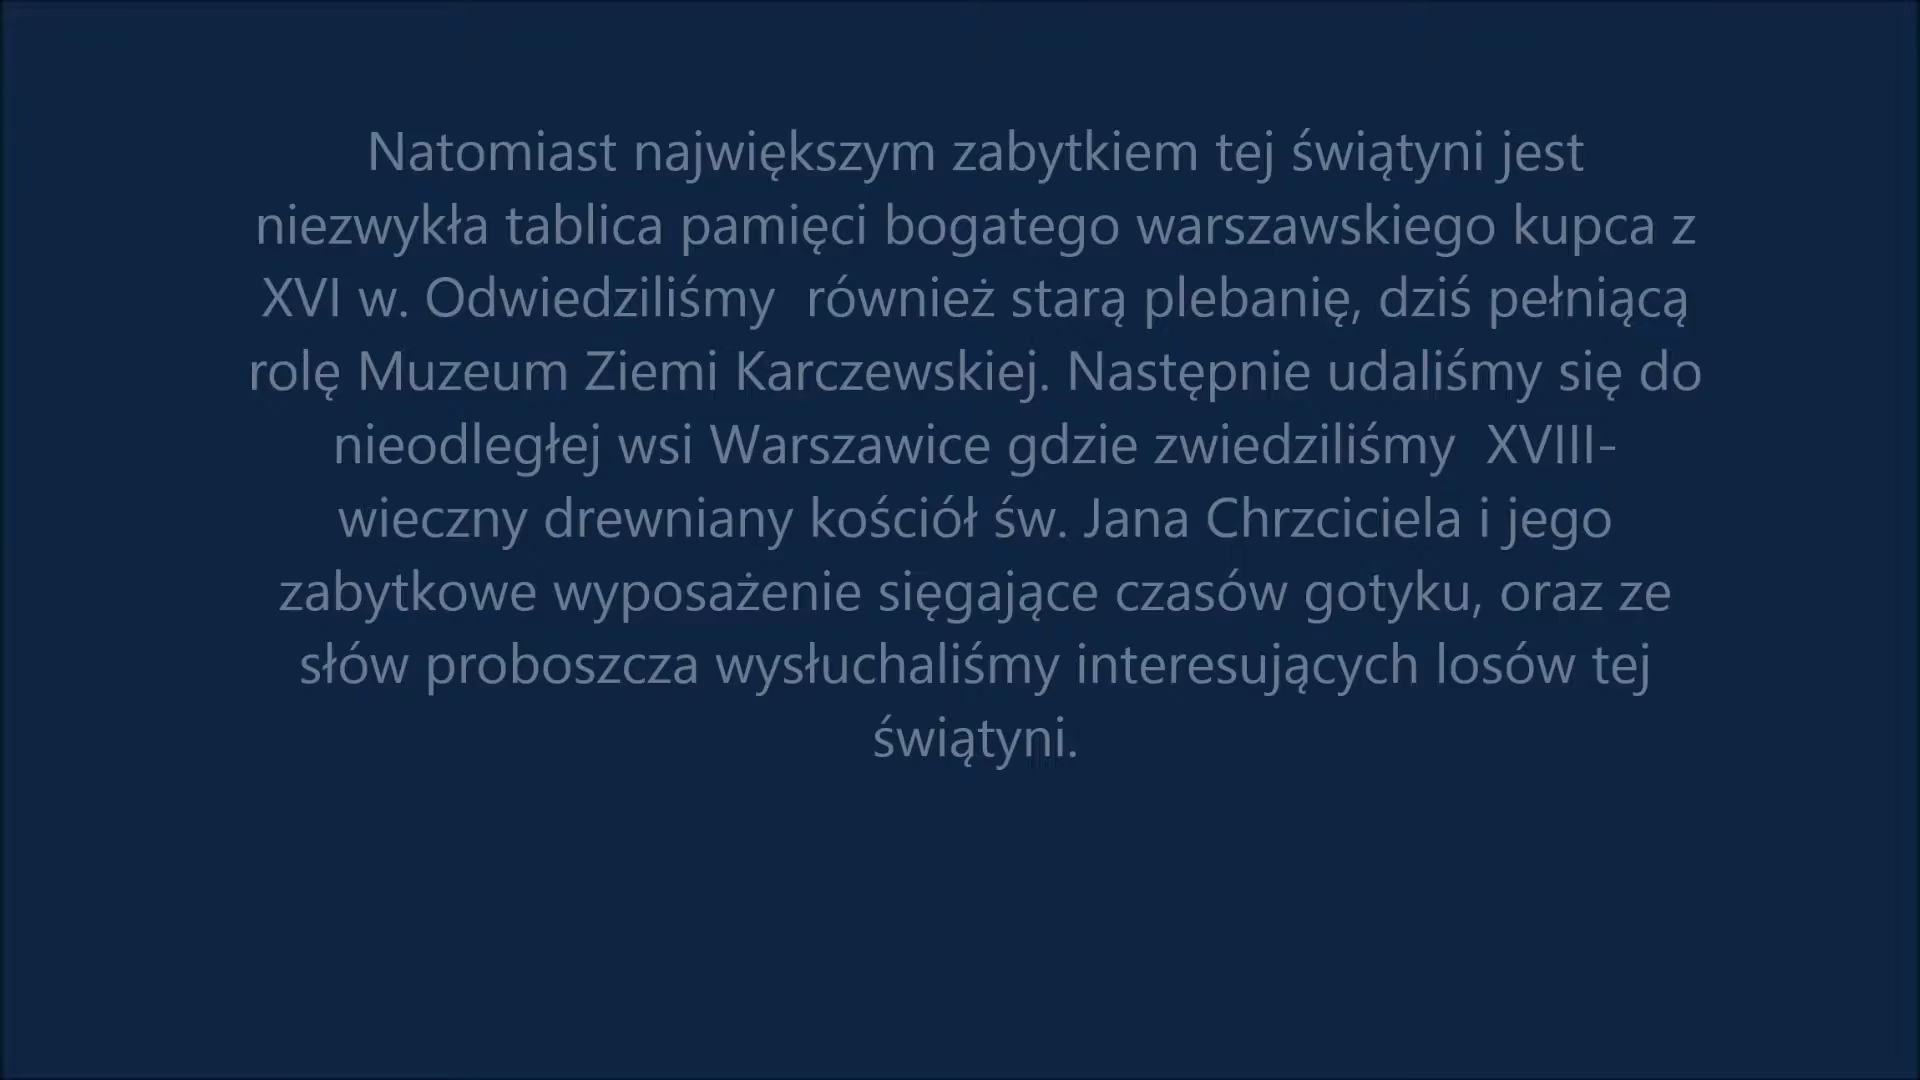 Natomiast największym zabytkiem tej świątyni jest
niezwykła tablica pamięci bogatego warszawskiego kupca z
XVI w. Odwiedziliśmy  również starą plebanię, dziś pełniącą
rolę Muzeum Ziemi Karczewskiej. Następnie udaliśmy się do
nieodległej wsi Warszawice gdzie zwiedziliśmy  XVIII-
wieczny drewniany kościół św. Jana Chrzciciela i jego
zabytkowe wyposażenie sięgające czasów gotyku, oraz ze
słów proboszcza wysłuchaliśmy interesujących losów tej
świątyni.